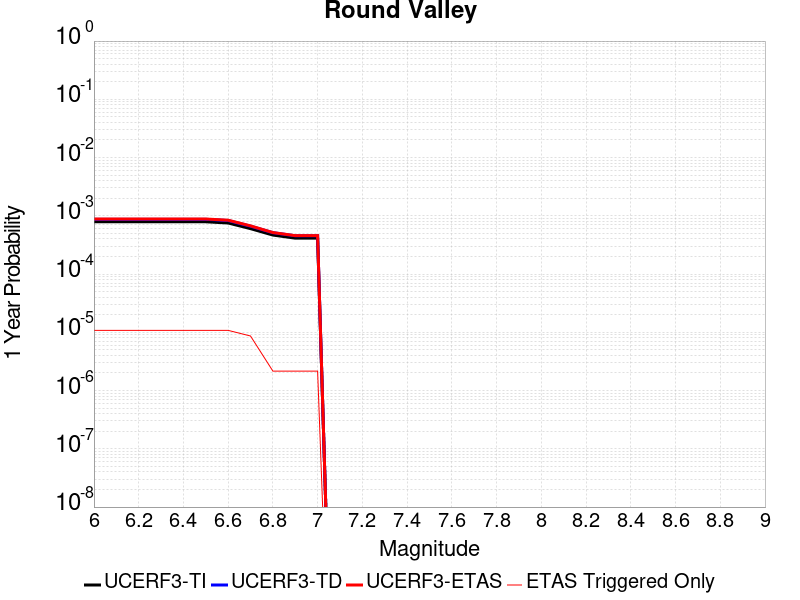 Round Valley
10^0
10^-1
10^-2
10^-3
10^-4
10^-5
10^-6
10^-7
10^-8
1 Year Probability
6 6.2 6.4 6.6 6.8 7 7.2 7.4 7.6 7.8 8 8.2 8.4 8.6 8.8 9
Magnitude
UCERF3-TI UCERF3-TD UCERF3-ETAS ETAS Triggered Only